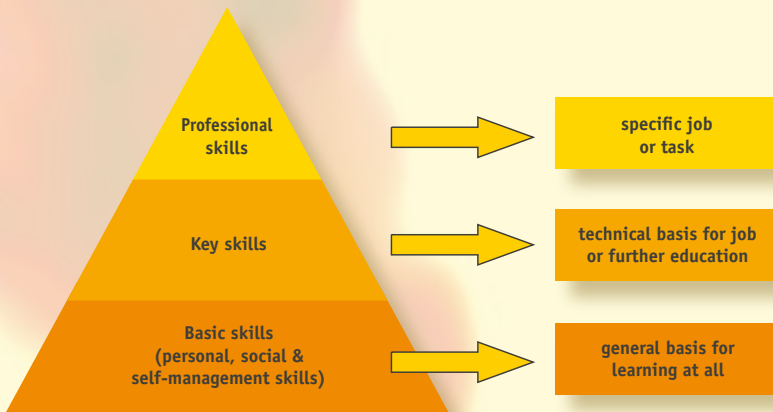 Professional
skills
specific job
or task
Key skills
technical basis for job
or further education
Basic skills
(personal, social &
self-management skills)
general basis for
learning at all